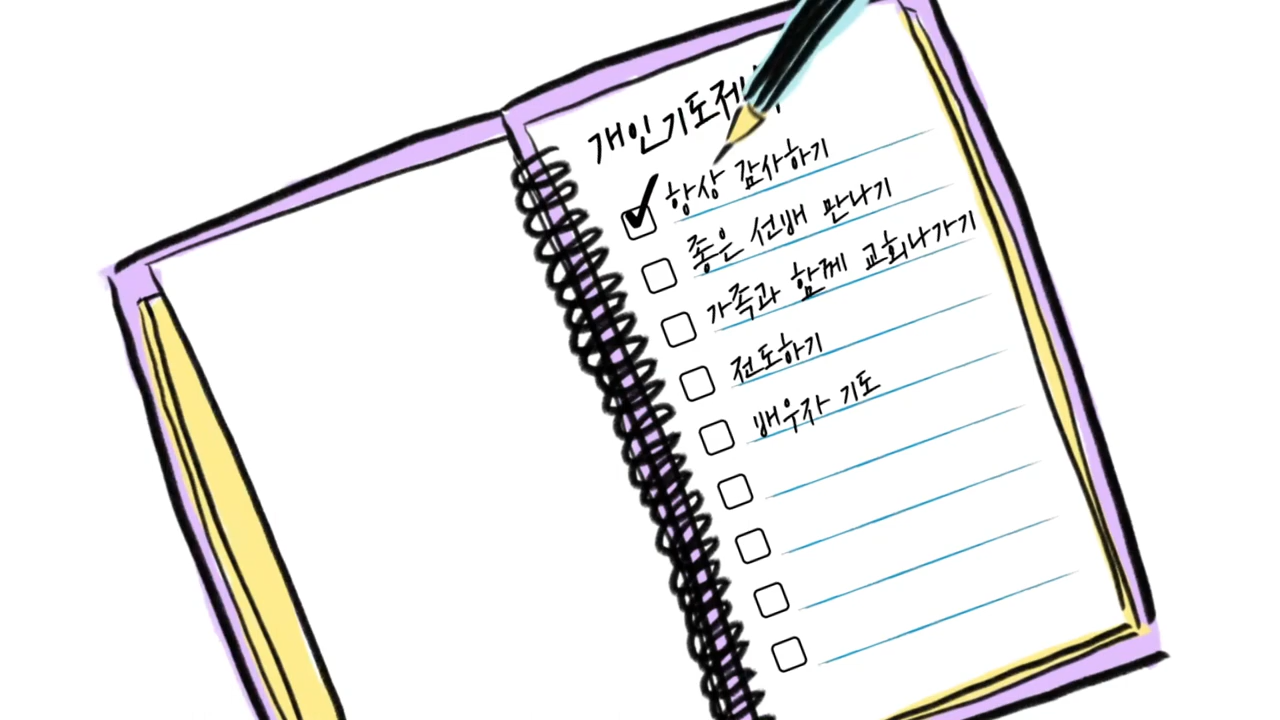 개인기도제
항상 감사하기
좋은 선배 만나기
가족과 함께 교회나가기
전도하기
배우자 기도